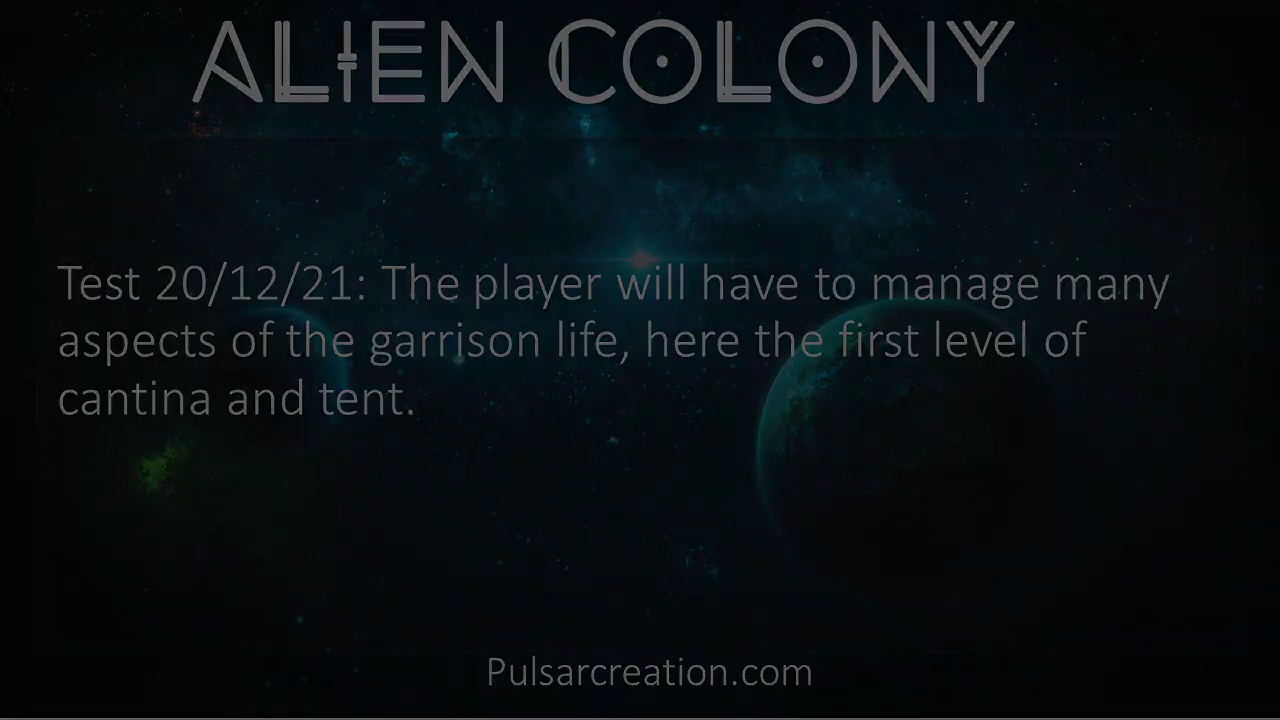 ALIEN COLONY
Test 20/12/21: The player will have to manage many
aspects of the garrison life, here the first level of
cantina and tent.
Pulsarcreation.com